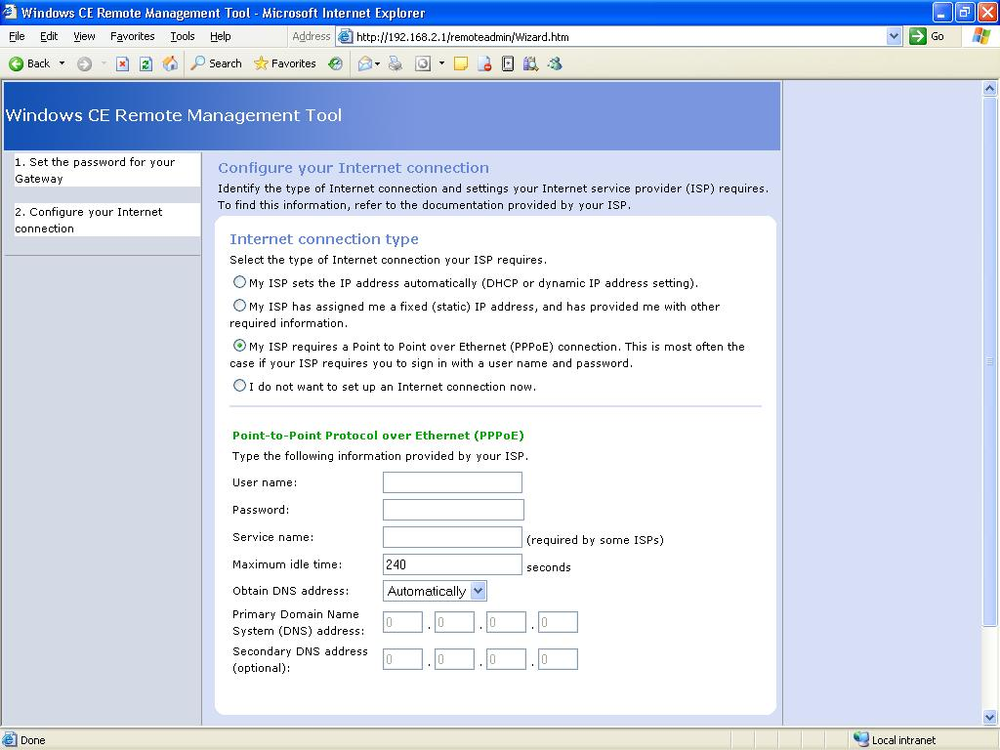 Windows CE Remote Management Tool - Microsoft Internet Explorer
File Edit View Favorites Tools Help Address http://192.168.2.1/remoteadmin/Wizard.htm Go
Back Search Favorites
Windows CE Remote Management Tool
1. Set the password for your
Gateway
2. Configure your Internet
connection
Configure your Internet connection
Identify the type of Internet connection and settings your Internet service provider (ISP) requires.
To find this information, refer to the documentation provided by your ISP.
Internet connection type
Select the type of Internet connection your ISP requires.
My ISP sets the IP address automatically (DHCP or dynamic IP address setting).
My ISP has assigned me a fixed (static) IP address, and has provided me with other
required information.
My ISP requires a Point to Point over Ethernet (PPPoE) connection. This is most often the
case if your ISP requires you to sign in with a user name and password.
I do not want to set up an Internet connection now.
Point-to-Point Protocol over Ethernet (PPPoE)
Type the following information provided by your ISP.
User name:
Password:
Service name: (required by some ISPs)
Maximum idle time: 240 seconds
Obtain DNS address: Automatically
Primary Domain Name
System (DNS) address: 0 . 0 . 0 . 0
Secondary DNS address
(optional): 0 . 0 . 0 . 0
Done Local intranet